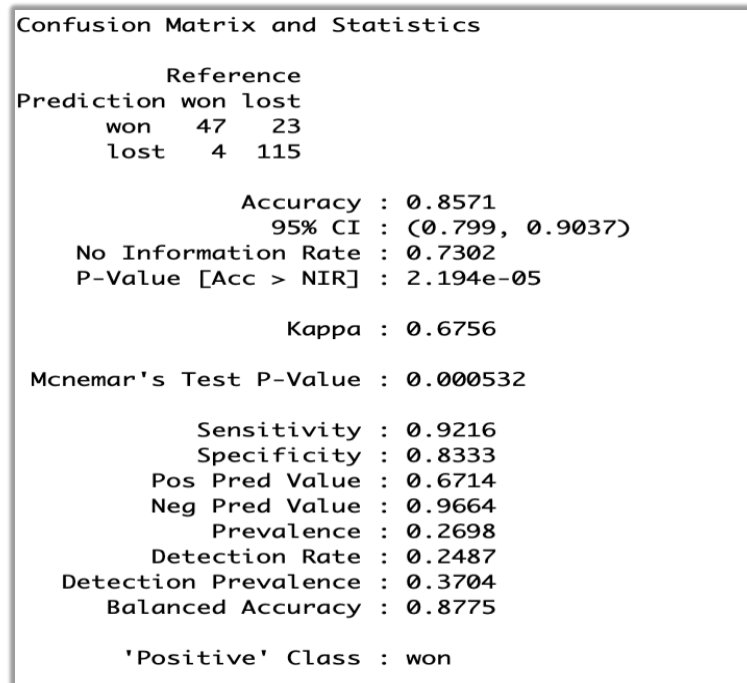 Confusion Matrix and Statistics
Reference
Prediction won lost
won 47 23
lost 4 115
Accuracy : 0.8571
95% CI : (0.799, 0.9037)
No Information Rate : 0.7302
P-Value [Acc > NIR] : 2.194e-05
Kappa : 0.6756
Mcnemar's Test P-Value : 0.000532
Sensitivity : 0.9216
Specificity : 0.8333
Pos Pred Value : 0.6714
Neg Pred Value : 0.9664
Prevalence : 0.2698
Detection Rate : 0.2487
Detection Prevalence : 0.3704
Balanced Accuracy : 0.8775
'Positive' Class : won